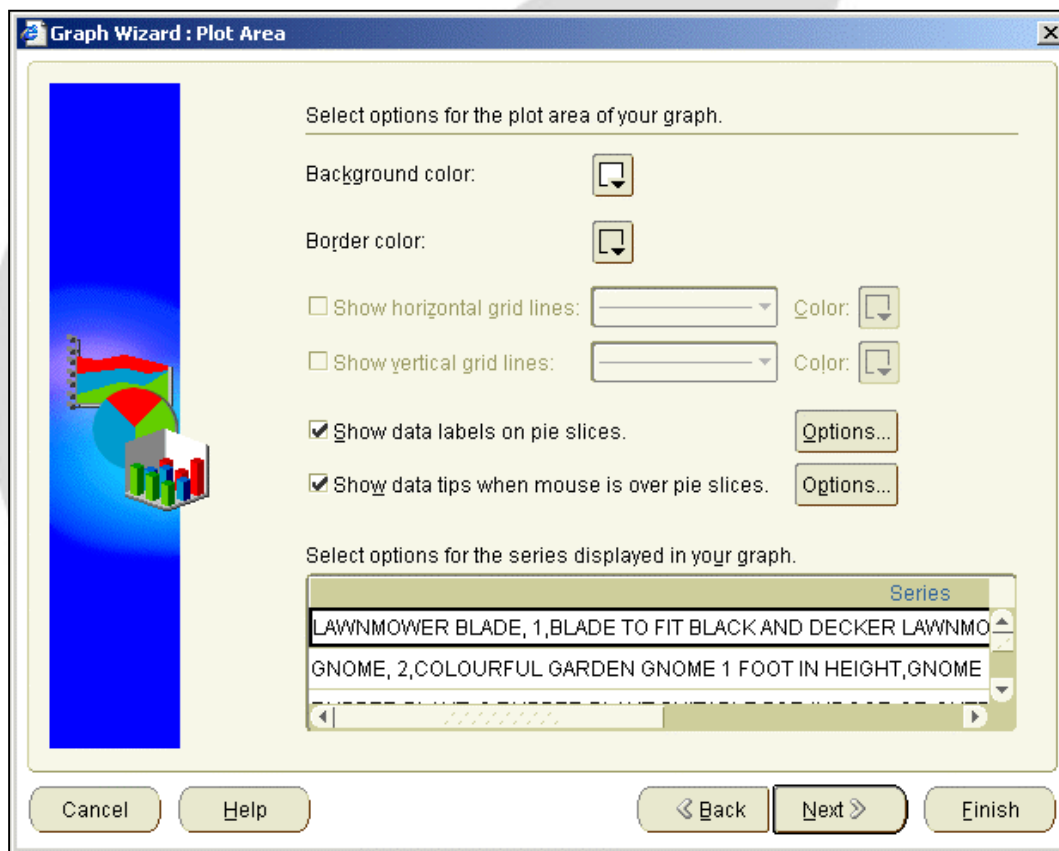 Graph Wizard : Plot Area
Select options for the plot area of your graph.
Background color:
Border color:
Show horizontal grid lines: Color:
Show vertical grid lines: Color:
Show data labels on pie slices. Options...
Show data tips when mouse is over pie slices. Options...
Select options for the series displayed in your graph.
Series
LAWNMOWER BLADE, 1,BLADE TO FIT BLACK AND DECKER LAWNMO
GNOME, 2,COLOURFUL GARDEN GNOME 1 FOOT IN HEIGHT,GNOME
Cancel Help Back Next Finish